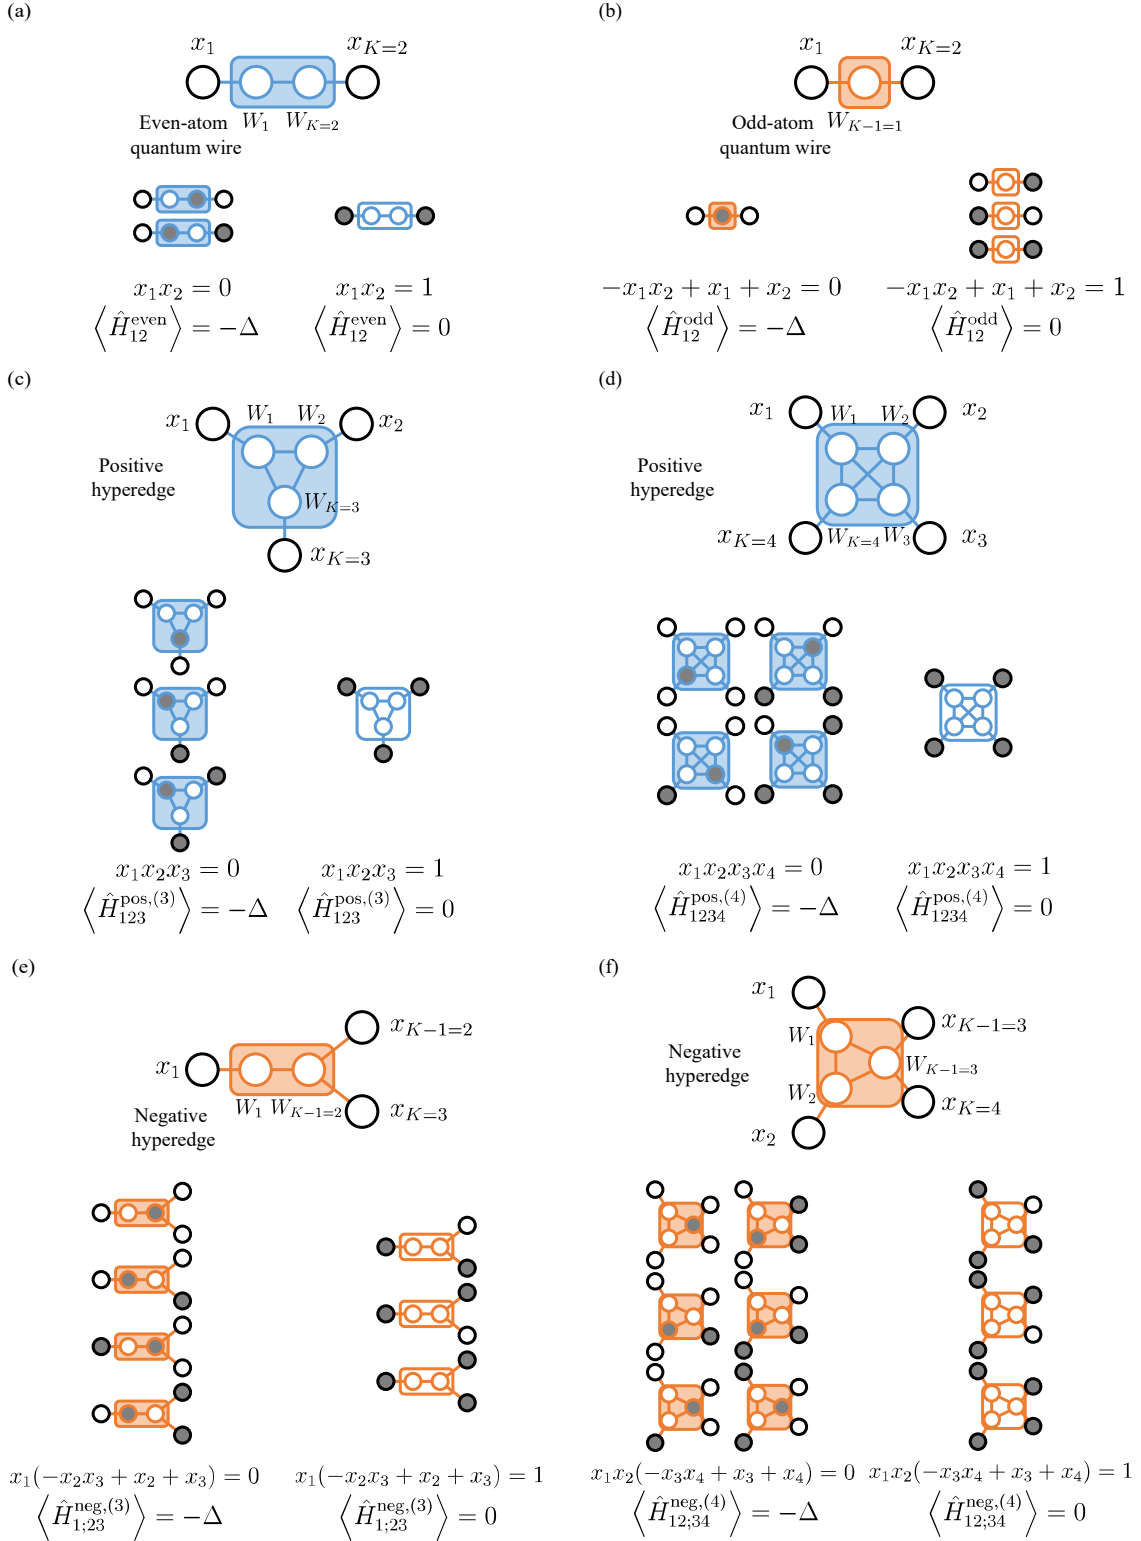 (a)
(b)
x_1
x_{K=2}
x_1
x_{K=2}
Even-atom
quantum wire
W_1
W_{K=2}
Odd-atom
quantum wire
W_{K-1=1}
x_1x_2 = 0
x_1x_2 = 1
-x_1x_2 + x_1 + x_2 = 0
-x_1x_2 + x_1 + x_2 = 1
⟨Ĥ_{12}^{even}⟩ = −Δ
⟨Ĥ_{12}^{even}⟩ = 0
⟨Ĥ_{12}^{odd}⟩ = −Δ
⟨Ĥ_{12}^{odd}⟩ = 0
(c)
(d)
x_1
W_1
W_2
x_2
Positive
hyperedge
W_{K=3}
x_{K=3}
x_1
W_1
W_2
x_2
Positive
hyperedge
x_{K=4}
W_{K=4}
W_3
x_3
x_1x_2x_3 = 0
x_1x_2x_3 = 1
x_1x_2x_3x_4 = 0
x_1x_2x_3x_4 = 1
⟨Ĥ_{123}^{pos,(3)}⟩ = −Δ
⟨Ĥ_{123}^{pos,(3)}⟩ = 0
⟨Ĥ_{1234}^{pos,(4)}⟩ = −Δ
⟨Ĥ_{1234}^{pos,(4)}⟩ = 0
(e)
(f)
x_1
x_{K-1=2}
x_{K=3}
W_1
W_{K-1=2}
Negative
hyperedge
x_1
x_{K-1=3}
W_1
Negative
hyperedge
W_{K-1=3}
W_2
x_{K=4}
x_2
x_1(−x_2x_3 + x_2 + x_3) = 0
x_1(−x_2x_3 + x_2 + x_3) = 1
x_1x_2(−x_3x_4 + x_3 + x_4) = 0
x_1x_2(−x_3x_4 + x_3 + x_4) = 1
⟨Ĥ_{1;23}^{neg,(3)}⟩ = −Δ
⟨Ĥ_{1;23}^{neg,(3)}⟩ = 0
⟨Ĥ_{12;34}^{neg,(4)}⟩ = −Δ
⟨Ĥ_{12;34}^{neg,(4)}⟩ = 0